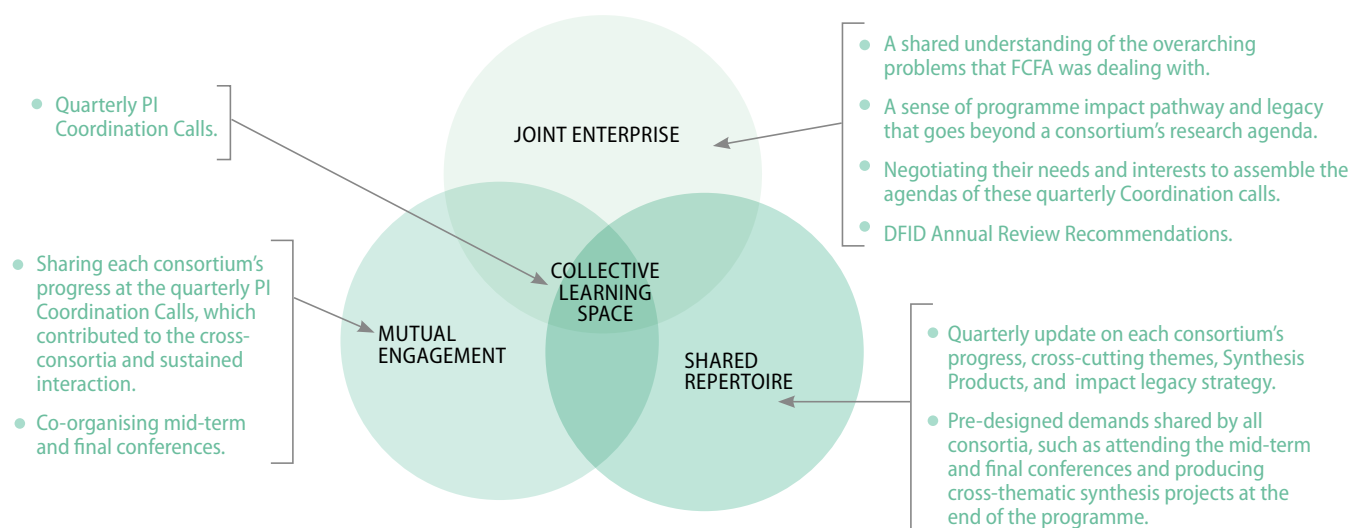 Quarterly PI
Coordination Calls.
Sharing each consortium's
progress at the quarterly PI
Coordination Calls, which
contributed to the cross-
consortia and sustained
interaction.
Co-organising mid-term
and final conferences.
JOINT ENTERPRISE
COLLECTIVE
LEARNING
SPACE
MUTUAL
ENGAGEMENT
SHARED
REPERTOIRE
A shared understanding of the overarching
problems that FCFA was dealing with.
A sense of programme impact pathway and legacy
that goes beyond a consortium's research agenda.
Negotiating their needs and interests to assemble the
agendas of these quarterly Coordination calls.
DFID Annual Review Recommendations.
Quarterly update on each consortium's
progress, cross-cutting themes, Synthesis
Products, and impact legacy strategy.
Pre-designed demands shared by all
consortia, such as attending the mid-term
and final conferences and producing
cross-thematic synthesis projects at the
end of the programme.